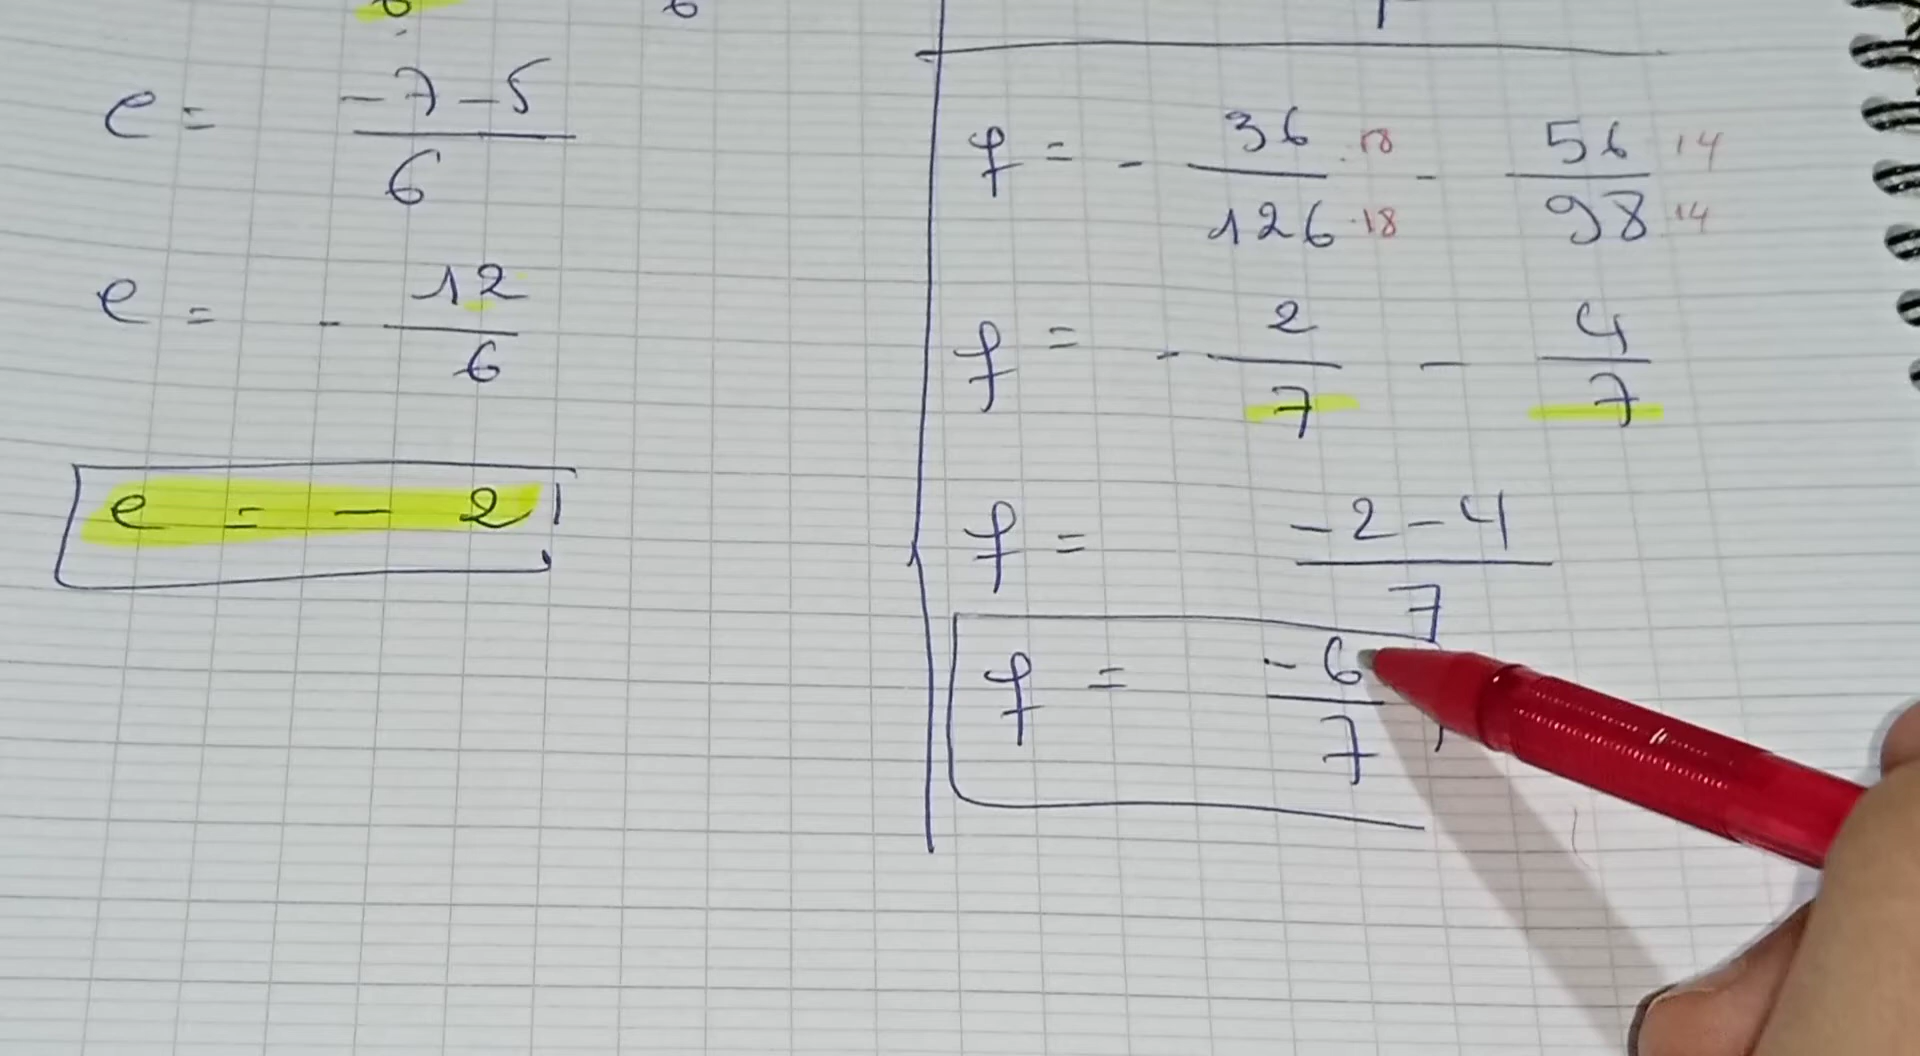 e = (-7-5)/6
e = - 12/6
e = - 2
f = - 36/126 :18 :18 - 56/98 14 14
f = - 2/7 - 4/7
f = (-2-4)/7
f = -6/7